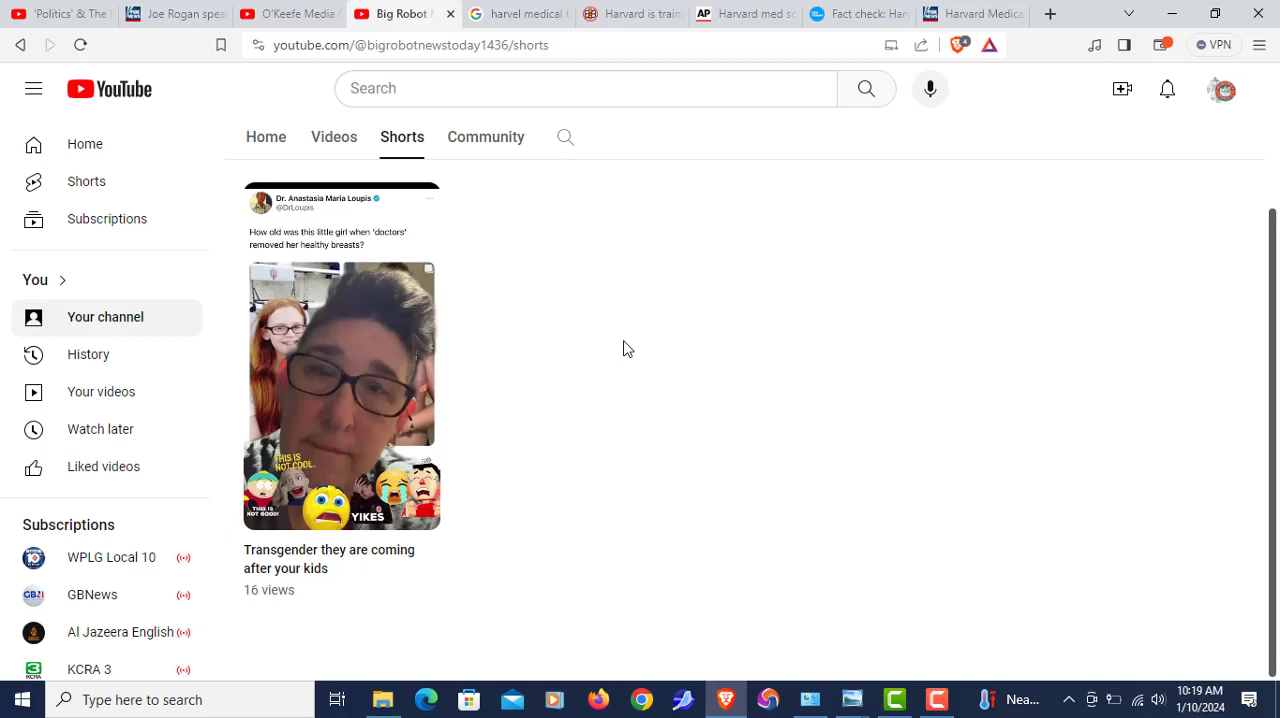 'Politics' & The
Joe Rogan spea
O'Keefe Media G
Big Robot N
harvel medical t
Harvard is train
Harvard med sc
Fact check: Harv
Harvard Medica
youtube.com/@bigrobotnewstoday1436/shorts
4
VPN
YouTube
Search
Home
Videos
Shorts
Community
Home
Shorts
Subscriptions
You
Your channel
History
Your videos
Watch later
Liked videos
Subscriptions
WPLG Local 10
GBNews
Al Jazeera English
KCRA 3
Dr. Anastasia Maria Loupis
@DrLoupis
How old was this little girl when 'doctors'
removed her healthy breasts?
THIS IS
NOT COOL.
THIS IS
NOT GOOD!
YIKES
Transgender they are coming
after your kids
16 views
Type here to search
Nea...
10:19 AM
1/10/2024